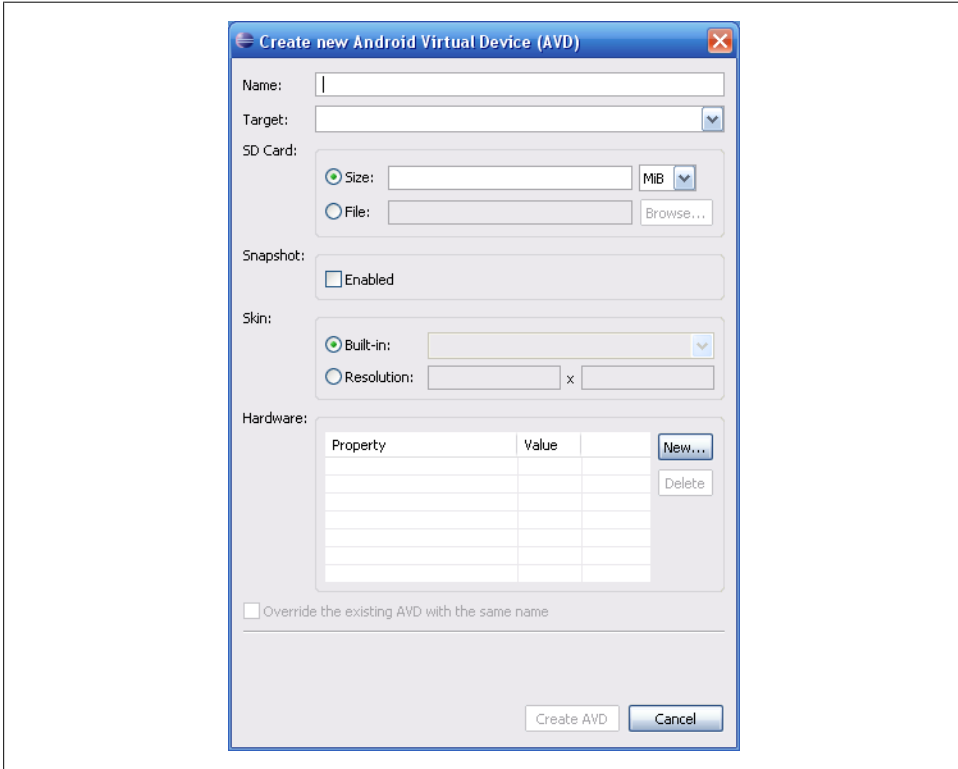 Create new Android Virtual Device (AVD)
Name:
Target:
SD Card:
Size:
MiB
File:
Browse...
Snapshot:
Enabled
Skin:
Built-in:
Resolution:
x
Hardware:
Property Value
New...
Delete
Override the existing AVD with the same name
Create AVD
Cancel